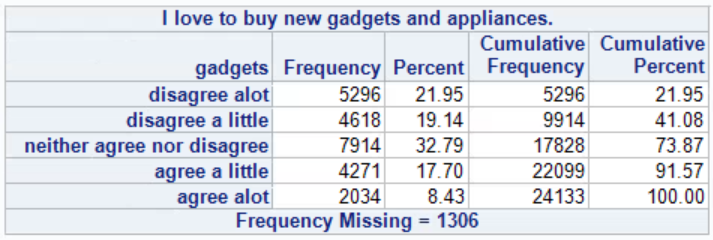 I love to buy new gadgets and appliances.
gadgets Frequency Percent Cumulative Frequency Cumulative Percent
disagree alot 5296 21.95 5296 21.95
disagree a little 4618 19.14 9914 41.08
neither agree nor disagree 7914 32.79 17828 73.87
agree a little 4271 17.70 22099 91.57
agree alot 2034 8.43 24133 100.00
Frequency Missing = 1306